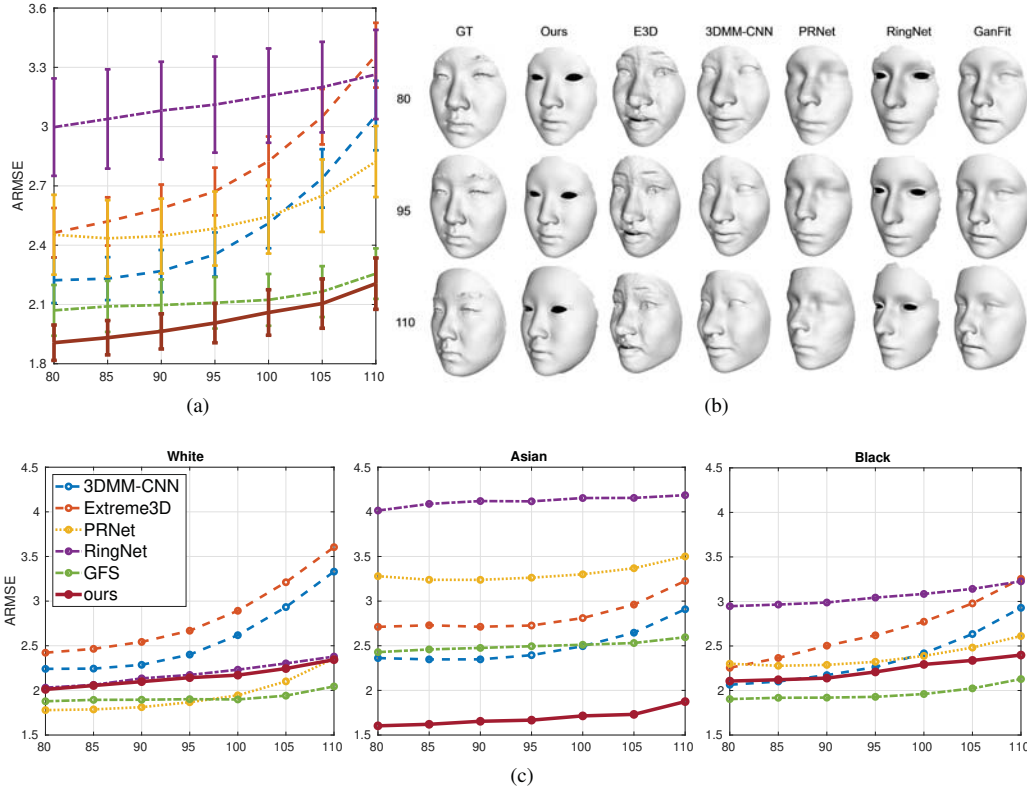 3.6
3.3
3
2.7
2.4
2.1
1.8
ARMSE
80 85 90 95 100 105 110
(a)
GT Ours E3D 3DMM-CNN PRNet RingNet GanFit
80
95
110
(b)
White
4.5
4
3.5
3
2.5
2
1.5
ARMSE
3DMM-CNN
Extreme3D
PRNet
RingNet
GFS
ours
80 85 90 95 100 105 110
Asian
4.5
4
3.5
3
2.5
2
1.5
80 85 90 95 100 105 110
Black
4.5
4
3.5
3
2.5
2
1.5
80 85 90 95 100 105 110
(c)